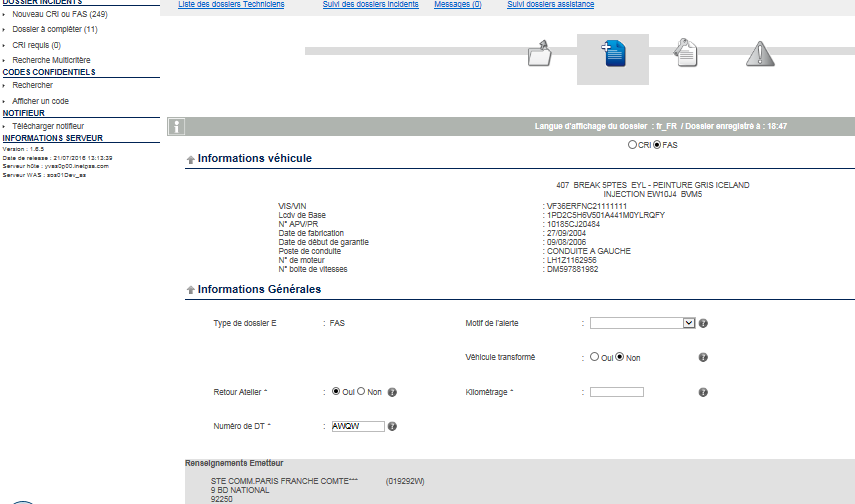 DOSSIER INCIDENTS
Nouveau CRI ou FAS (249)
Dossier à compléter (11)
CRI requis (0)
Recherche Multicritère
CODES CONFIDENTIELS
Rechercher
Afficher un code
NOTIFIEUR
Télécharger notifieur
INFORMATIONS SERVEUR
Version : 1.6.5
Date de release : 21/07/2016 13:13:39
Serveur hôte : yvas0p00.inetpsa.com
Serveur WAS : sos01Dev_as
Liste des dossiers Techniciens Suivi des dossiers Incidents Messages (0) Suivi dossiers assistance
Langue d'affichage du dossier : fr_FR / Dossier enregistré à : 18:47
CRI FAS
Informations véhicule
407 BREAK 5PTES EYL - PEINTURE GRIS ICELAND
INJECTION EW10J4 BVM5
VIS/VIN : VF36ERFNC21111111
Lcdv de Base : 1PD2C5H6V501A441M0YLRQFY
N° APV/PR : 10185CJ20484
Date de fabrication : 27/09/2004
Date de début de garantie : 09/08/2006
Poste de conduite : CONDUITE A GAUCHE
N° de moteur : LH1Z1162956
N° boite de vitesses : DM597881982
Informations Générales
Type de dossier E : FAS Motif de l'alerte :
Véhicule transformé : Oui Non
Retour Atelier * : Oui Non Kilométrage * :
Numéro de DT * : AWQW
Renseignements Emetteur
STE COMM.PARIS FRANCHE COMTE*** (019292W)
9 BD NATIONAL
92250